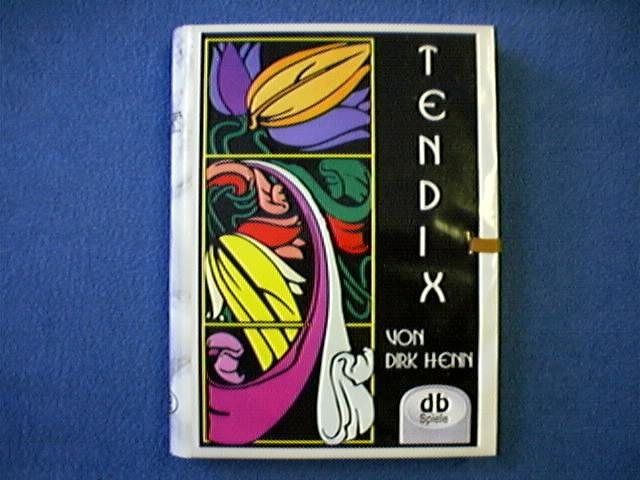 TENDIX
VON
DIRK HENN
db
Spiele